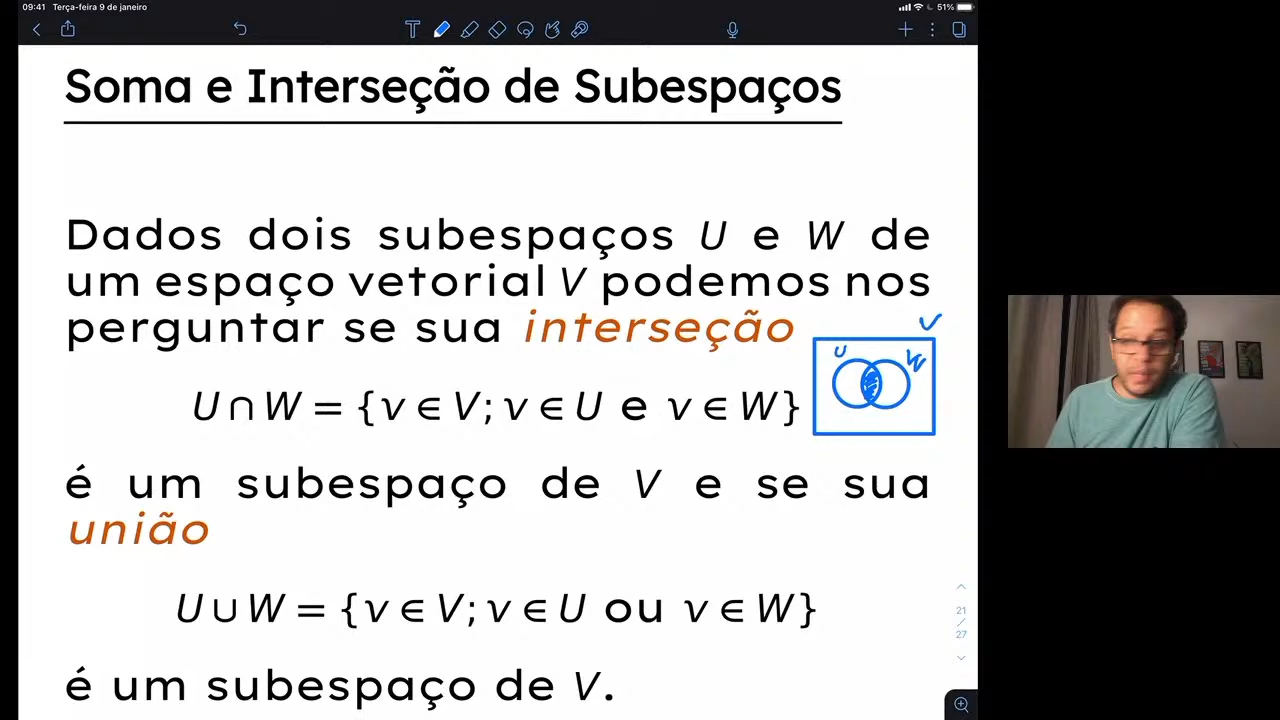 09:41 Terça-feira 9 de janeiro
51%
Soma e Interseção de Subespaços
Dados dois subespaços U e W de
um espaço vetorial V podemos nos
perguntar se sua interseção
V
U W
U ∩ W = {v ∈ V; v ∈ U e v ∈ W}
é um subespaço de V e se sua
união
U ∪ W = {v ∈ V; v ∈ U ou v ∈ W}
é um subespaço de V.
21
/
27